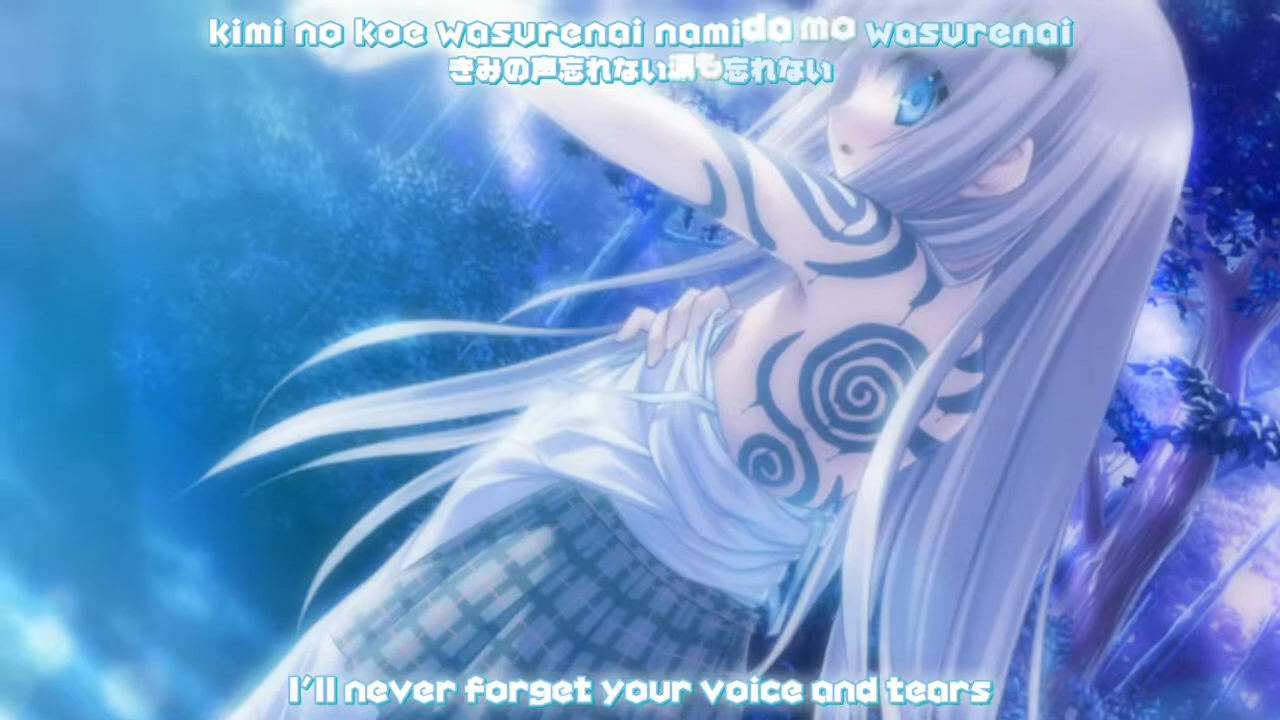 kimi no koe wasurenai namida mo wasurenai
きみの声忘れない涙も忘れない
I'll never forget your voice and tears